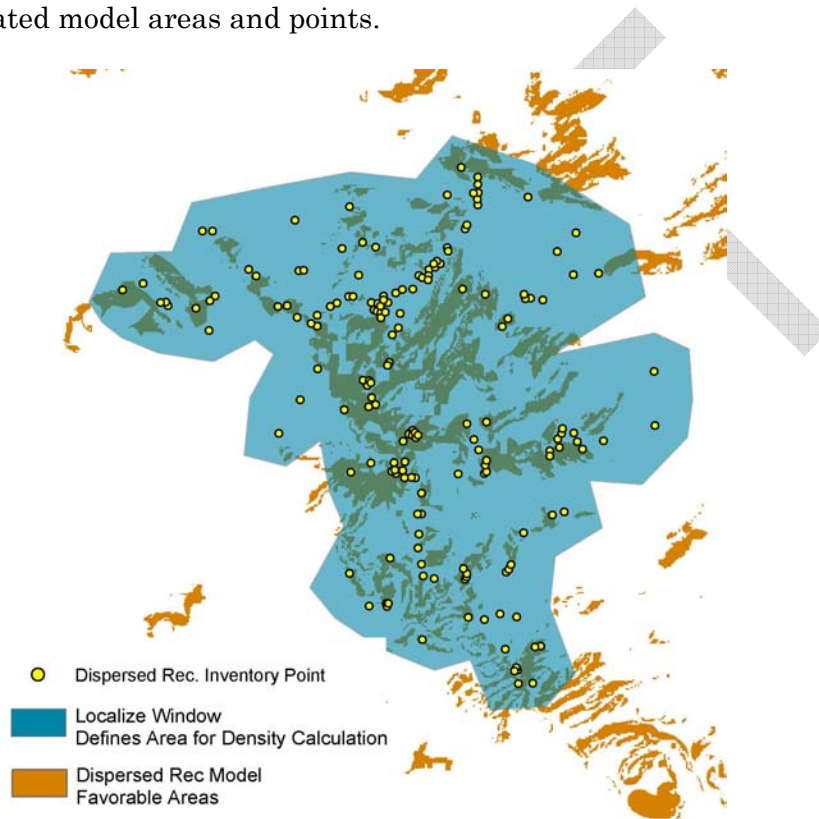 ated model areas and points.
Dispersed Rec. Inventory Point
Localize Window
Defines Area for Density Calculation
Dispersed Rec Model
Favorable Areas